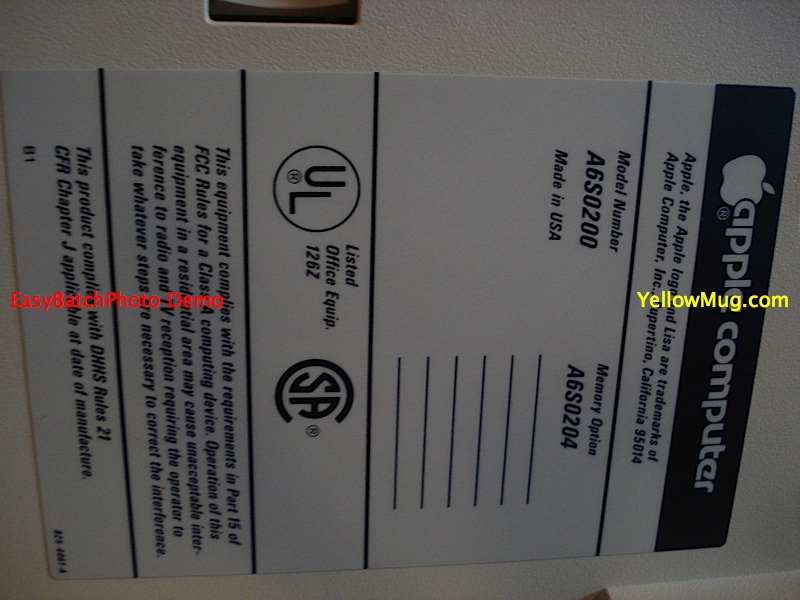 apple computer
Apple, the Apple logo and Lisa are trademarks of
Apple Computer, Inc. Cupertino, California 95014
Model Number
A6S0200
Made in USA
Memory Option
A6S0204
UL
®
Listed
Office Equip.
126Z
SA
®
This equipment complies with the requirements in Part 15 of
FCC Rules for a Class A computing device. Operation of this
equipment in a residential area may cause unacceptable inter-
ference to radio and TV reception requiring the operator to
take whatever steps are necessary to correct the interference.
This product complies with DHHS Rules 21
CFR Chapter J applicable at date of manufacture.
B1
825-4061-A
EasyBatchPhoto Demo
YellowMug.com